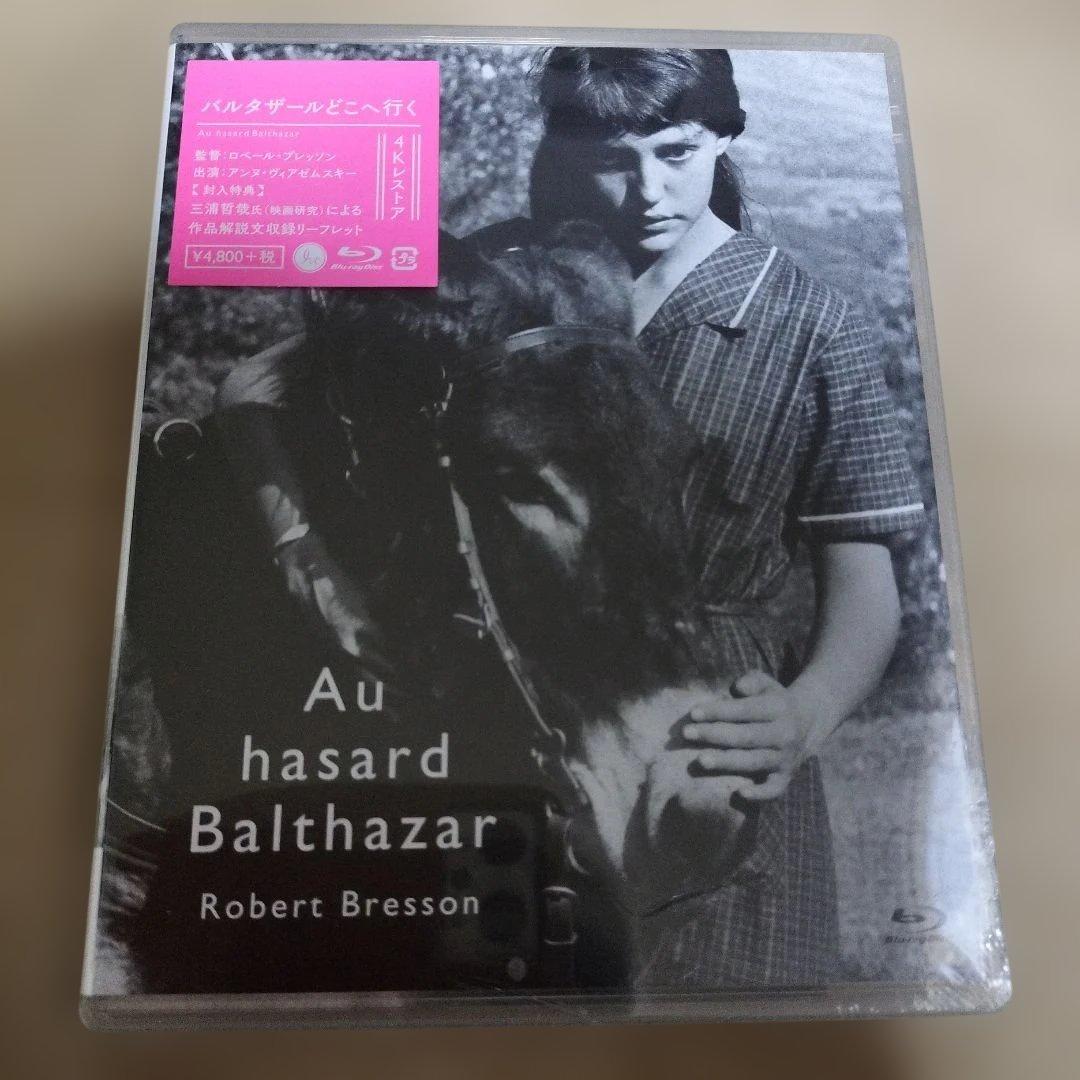 バルタザールどこへ行く
Au hasard Balthazar
監督:ロベール・ブレッソン
出演:アンヌ・ヴィアゼムスキー
【封入特典】
三浦哲哉氏(映画研究)による
作品解説文収録リーフレット
¥4,800+税
Blu-ray Disc
4Kレストア
Au
hasard
Balthazar
Robert Bresson
Blu-ray Disc